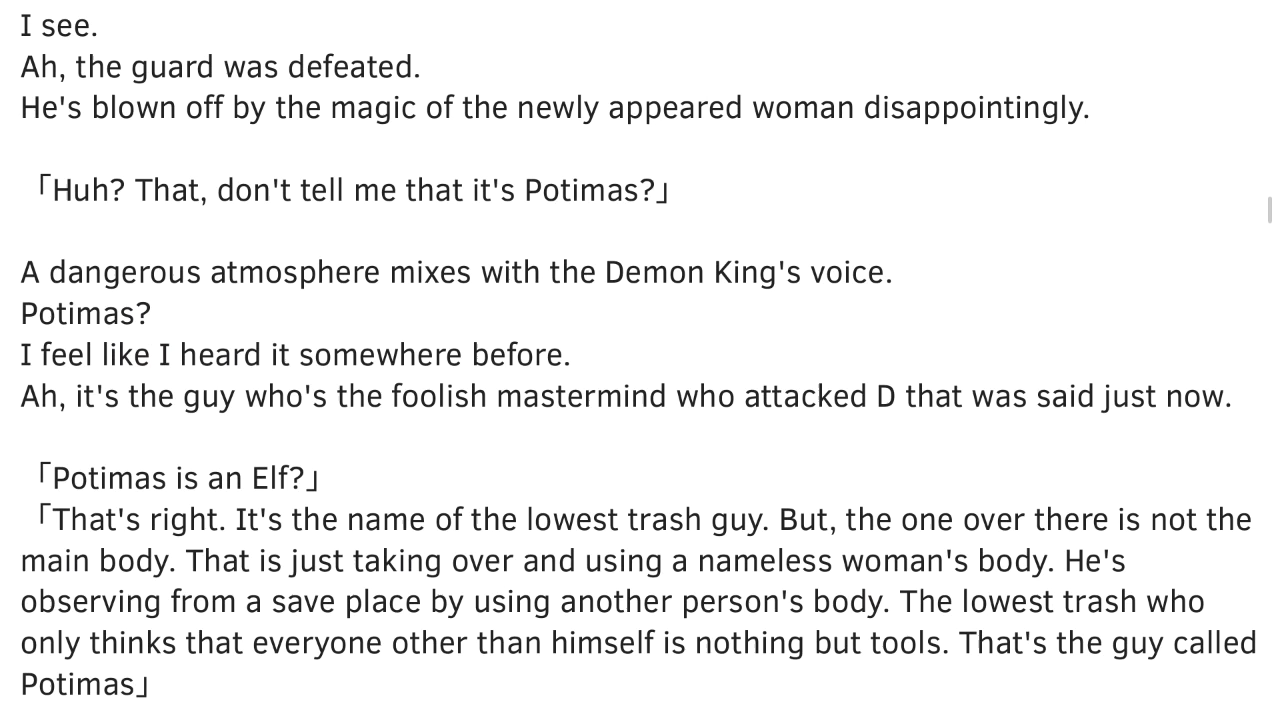 I see.
Ah, the guard was defeated.
He's blown off by the magic of the newly appeared woman disappointingly.
「Huh? That, don't tell me that it's Potimas?」
A dangerous atmosphere mixes with the Demon King's voice.
Potimas?
I feel like I heard it somewhere before.
Ah, it's the guy who's the foolish mastermind who attacked D that was said just now.
「Potimas is an Elf?」
「That's right. It's the name of the lowest trash guy. But, the one over there is not the
main body. That is just taking over and using a nameless woman's body. He's
observing from a save place by using another person's body. The lowest trash who
only thinks that everyone other than himself is nothing but tools. That's the guy called
Potimas」